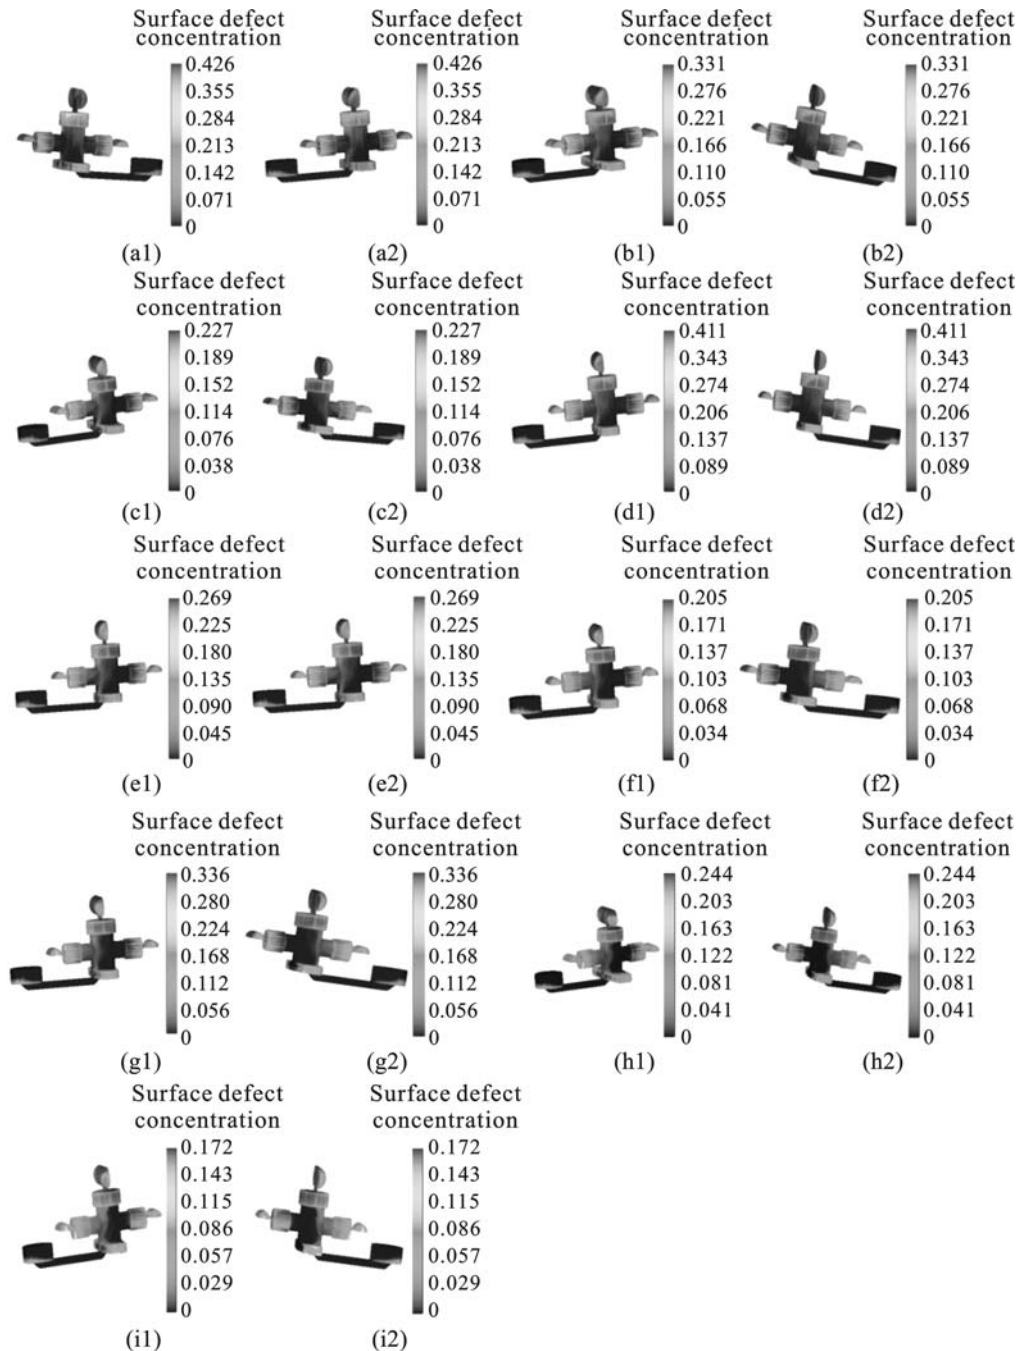 Surface defect
concentration
0.426
0.355
0.284
0.213
0.142
0.071
0
(a1)
Surface defect
concentration
0.426
0.355
0.284
0.213
0.142
0.071
0
(a2)
Surface defect
concentration
0.331
0.276
0.221
0.166
0.110
0.055
0
(b1)
Surface defect
concentration
0.331
0.276
0.221
0.166
0.110
0.055
0
(b2)
Surface defect
concentration
0.227
0.189
0.152
0.114
0.076
0.038
0
(c1)
Surface defect
concentration
0.227
0.189
0.152
0.114
0.076
0.038
0
(c2)
Surface defect
concentration
0.411
0.343
0.274
0.206
0.137
0.089
0
(d1)
Surface defect
concentration
0.411
0.343
0.274
0.206
0.137
0.089
0
(d2)
Surface defect
concentration
0.269
0.225
0.180
0.135
0.090
0.045
0
(e1)
Surface defect
concentration
0.269
0.225
0.180
0.135
0.090
0.045
0
(e2)
Surface defect
concentration
0.205
0.171
0.137
0.103
0.068
0.034
0
(f1)
Surface defect
concentration
0.205
0.171
0.137
0.103
0.068
0.034
0
(f2)
Surface defect
concentration
0.336
0.280
0.224
0.168
0.112
0.056
0
(g1)
Surface defect
concentration
0.336
0.280
0.224
0.168
0.112
0.056
0
(g2)
Surface defect
concentration
0.244
0.203
0.163
0.122
0.081
0.041
0
(h1)
Surface defect
concentration
0.244
0.203
0.163
0.122
0.081
0.041
0
(h2)
Surface defect
concentration
0.172
0.143
0.115
0.086
0.057
0.029
0
(i1)
Surface defect
concentration
0.172
0.143
0.115
0.086
0.057
0.029
0
(i2)